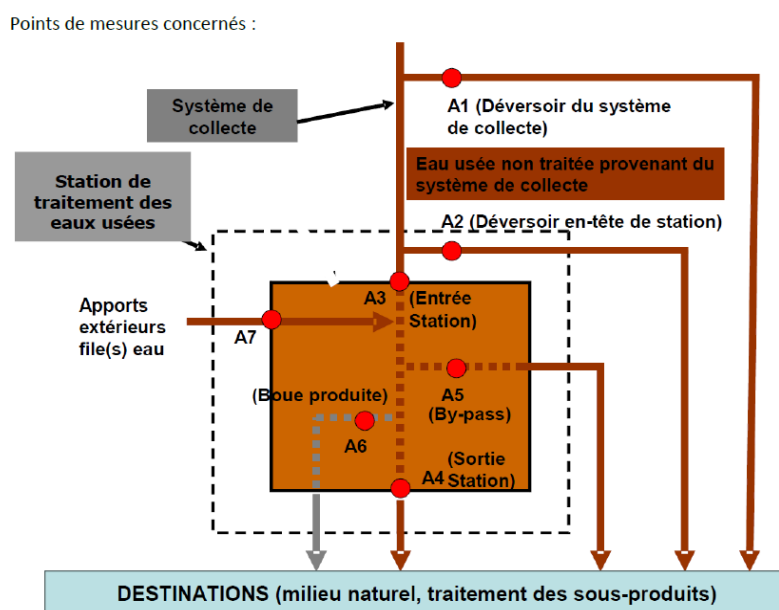 Points de mesures concernés :
Système de
collecte
A1 (Déversoir du système
de collecte)
Eau usée non traitée provenant du
système de collecte
Station de
traitement des
eaux usées
A2 (Déversoir en-tête de station)
A3 (Entrée
Station)
Apports
extérieurs
file(s) eau
A7
(Boue produite)
A5
(By-pass)
A6
(Sortie
A4 Station)
DESTINATIONS (milieu naturel, traitement des sous-produits)